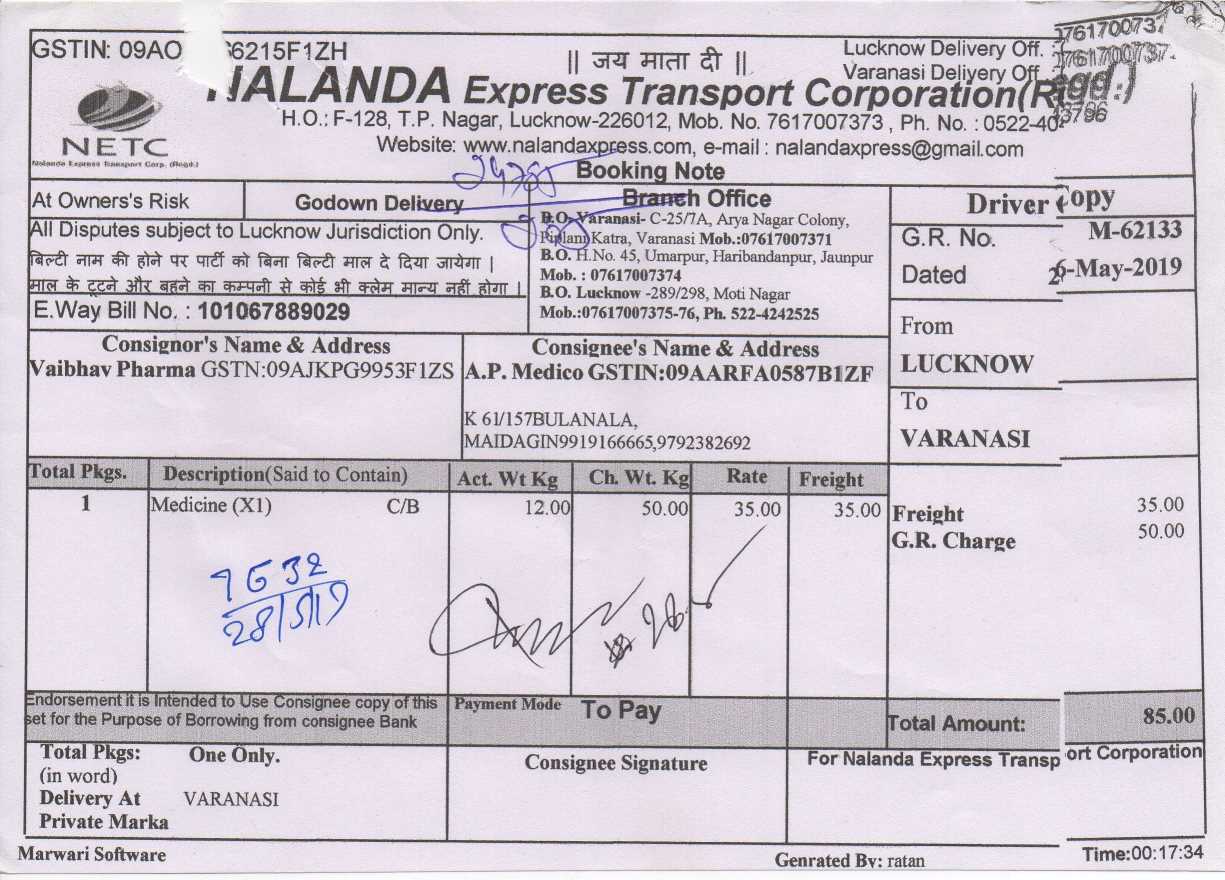 GSTIN: 09AO 6215F1ZH
|| जय माता दी ||
Lucknow Delivery Off. : 0761700737
Varanasi Delivery Off
NALANDA Express Transport Corporation(Regd.)
NETC
Nalanda Express Transport Corp. (Regd.)
H.O.: F-128, T.P. Nagar, Lucknow-226012, Mob. No. 7617007373 , Ph. No. : 0522-40
Website: www.nalandaxpress.com, e-mail : nalandaxpress@gmail.com
Booking Note
At Owners's Risk
Godown Delivery
Branch Office
Driver Copy
All Disputes subject to Lucknow Jurisdiction Only.
बिल्टी नाम की होने पर पार्टी को बिना बिल्टी माल दे दिया जायेगा |
माल के टूटने और बहने का कम्पनी से कोई भी क्लेम मान्य नहीं होगा |
E.Way Bill No. : 101067889029
B.O. Varanasi- C-25/7A, Arya Nagar Colony,
Katra, Varanasi Mob.:07617007371
B.O. H.No. 45, Umarpur, Haribandanpur, Jaunpur
Mob. : 07617007374
B.O. Lucknow -289/298, Moti Nagar
Mob.:07617007375-76, Ph. 522-4242525
G.R. No. M-62133
Dated 26-May-2019
From
LUCKNOW
To
VARANASI
Consignor's Name & Address
Vaibhav Pharma GSTN:09AJKPG9953F1ZS
Consignee's Name & Address
A.P. Medico GSTIN:09AARFA0587B1ZF
K 61/157BULANALA,
MAIDAGIN9919166665,9792382692
Total Pkgs. Description(Said to Contain) Act. Wt Kg Ch. Wt. Kg Rate Freight
1 Medicine (X1) C/B 12.00 50.00 35.00 35.00
Freight 35.00
G.R. Charge 50.00
28/5/19
Endorsement it is Intended to Use Consignee copy of this
set for the Purpose of Borrowing from consignee Bank
Payment Mode To Pay
Total Amount: 85.00
Total Pkgs: One Only.
(in word)
Delivery At VARANASI
Private Marka
Consignee Signature
For Nalanda Express Transport Corporation
Marwari Software
Genrated By: ratan
Time:00:17:34